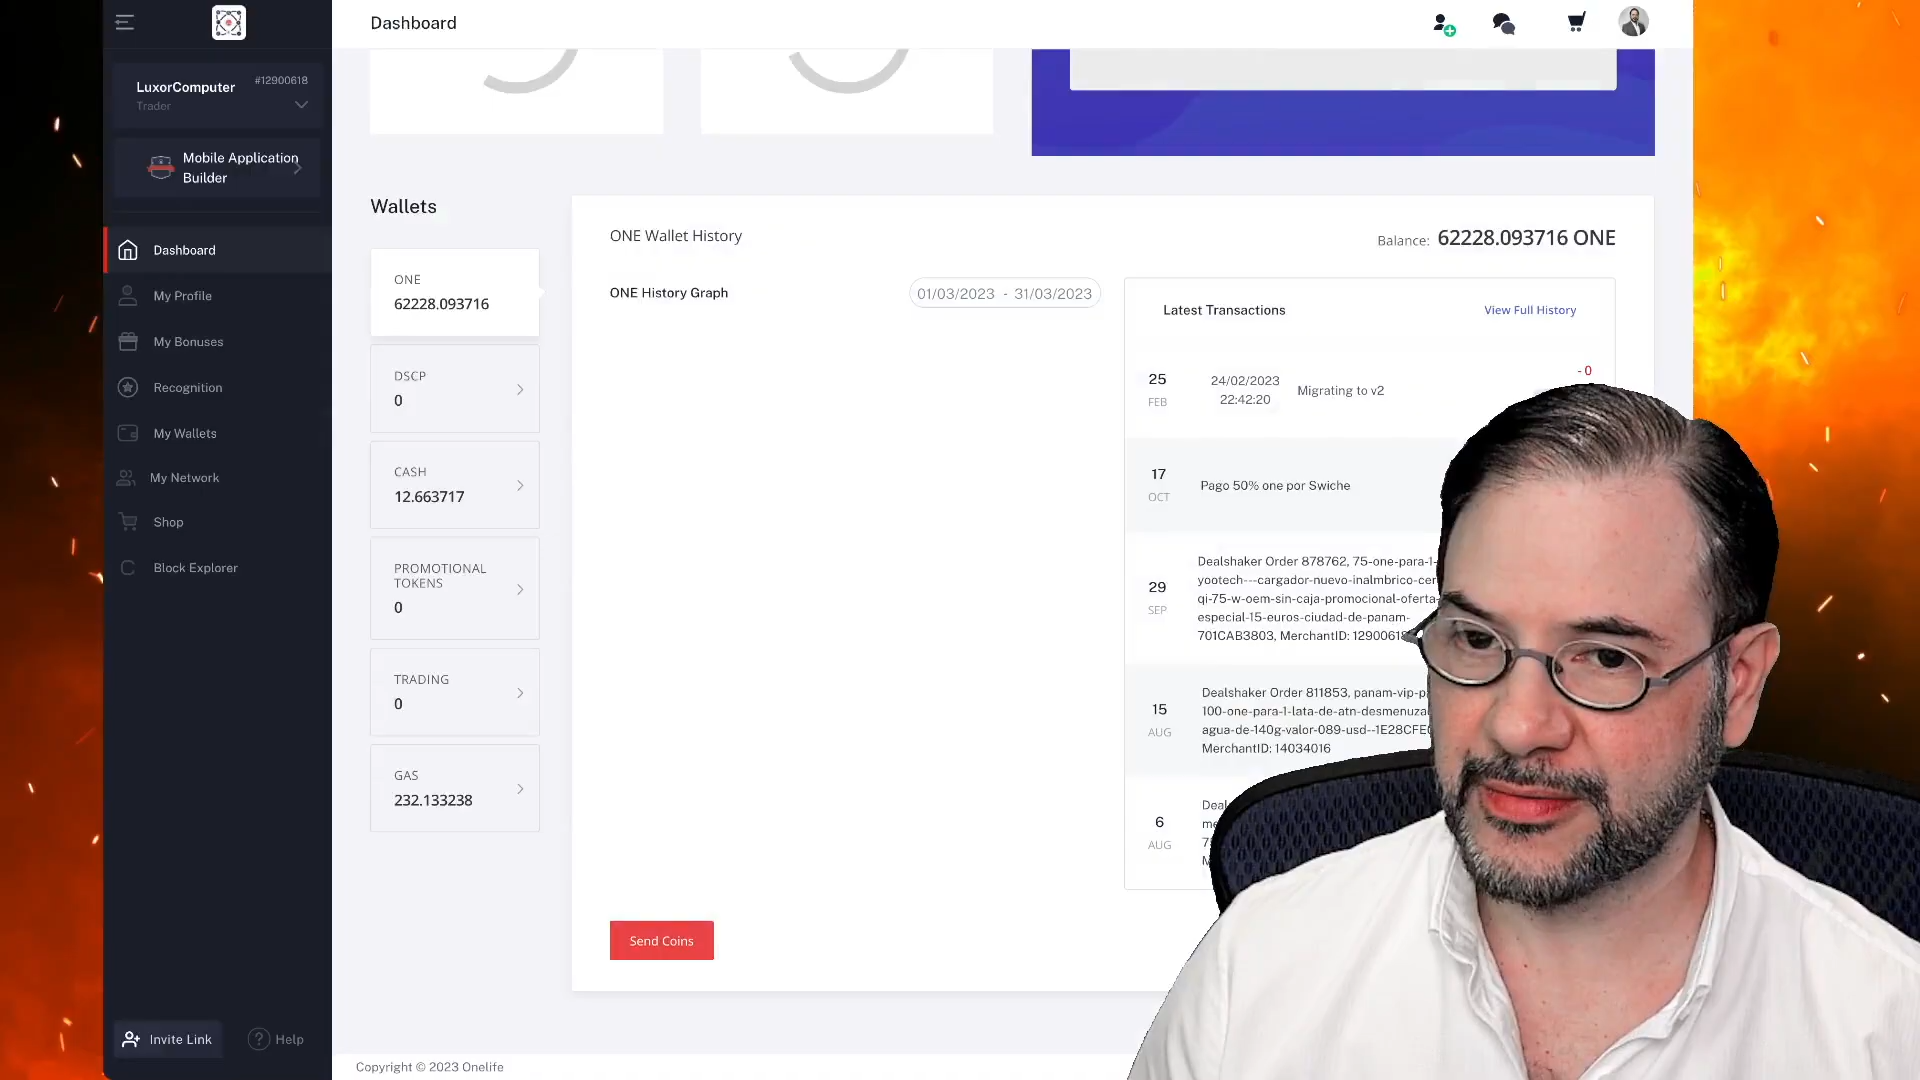 Dashboard
LuxorComputer
#12900618
Trader
Mobile Application
Builder
Dashboard
My Profile
My Bonuses
Recognition
My Wallets
My Network
Shop
Block Explorer
Invite Link
Help
Wallets
ONE
62228.093716
DSCP
0
CASH
12.663717
PROMOTIONAL
TOKENS
0
TRADING
0
GAS
232.133238
ONE Wallet History
Balance: 62228.093716 ONE
ONE History Graph
01/03/2023 - 31/03/2023
Latest Transactions
View Full History
25
FEB
24/02/2023
22:42:20
Migrating to v2
- 0
17
OCT
Pago 50% one por Swiche
29
SEP
Dealshaker Order 878762, 75-one-para-1-
yootech---cargador-nuevo-inalmbrico-cer
qi-75-w-oem-sin-caja-promocional-oferta-
especial-15-euros-ciudad-de-panam-
701CAB3803, MerchantID: 12900618
15
AUG
Dealshaker Order 811853, panam-vip-p
100-one-para-1-lata-de-atn-desmenuza
agua-de-140g-valor-089-usd--1E28CFE
MerchantID: 14034016
6
AUG
Deal
me
7
M
Send Coins
Copyright © 2023 Onelife